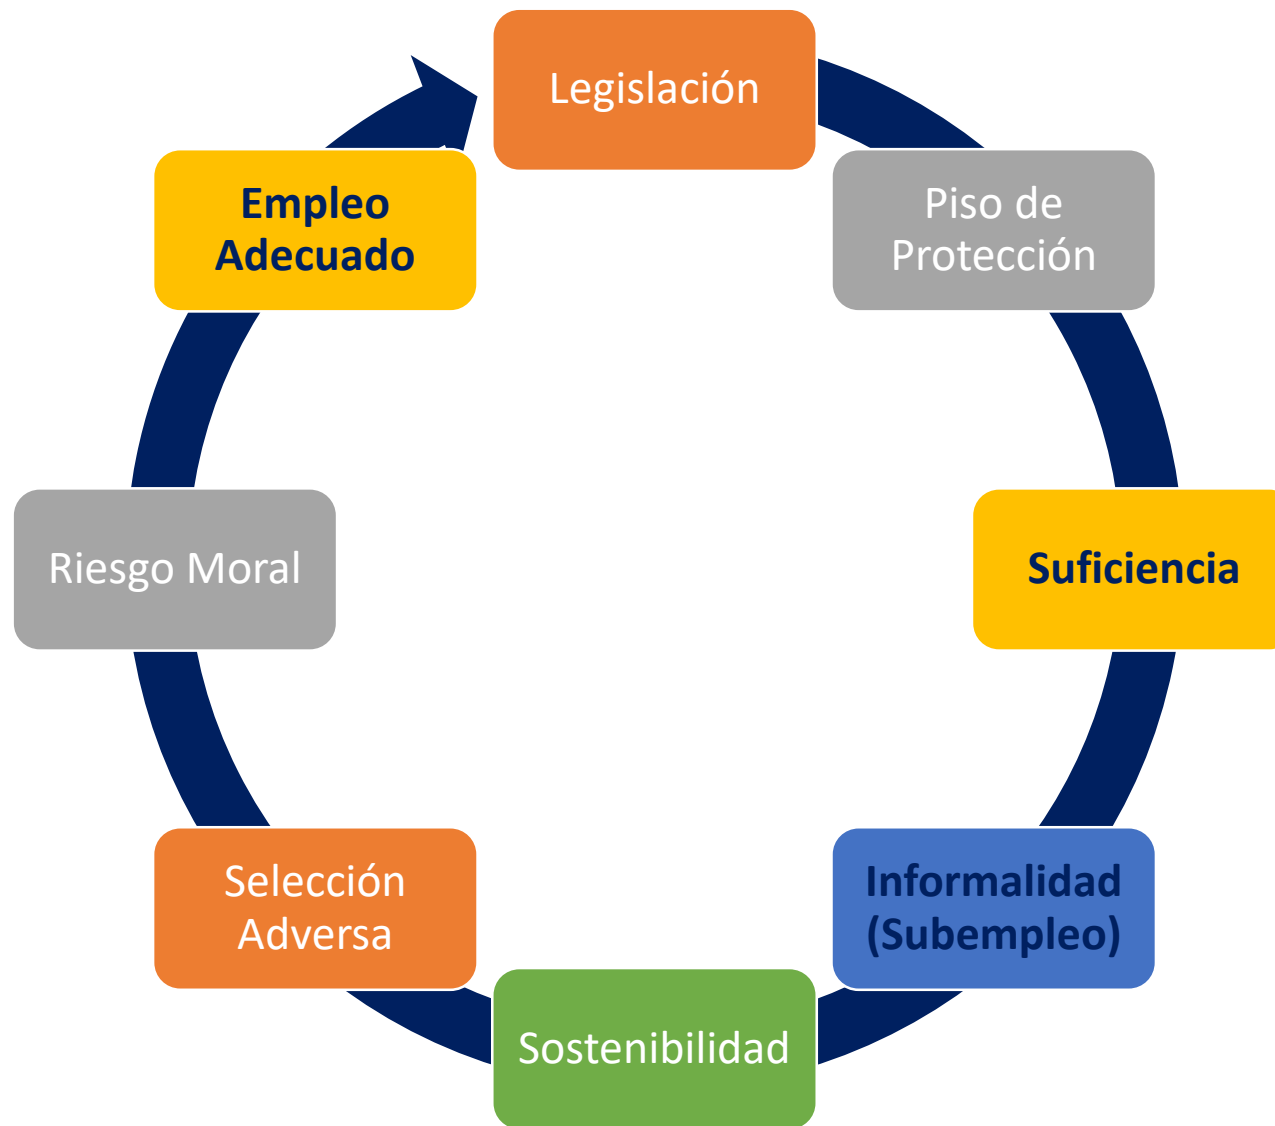 Legislación
Piso de
Protección
Suficiencia
Informalidad
(Subempleo)
Sostenibilidad
Selección
Adversa
Riesgo Moral
Empleo
Adecuado